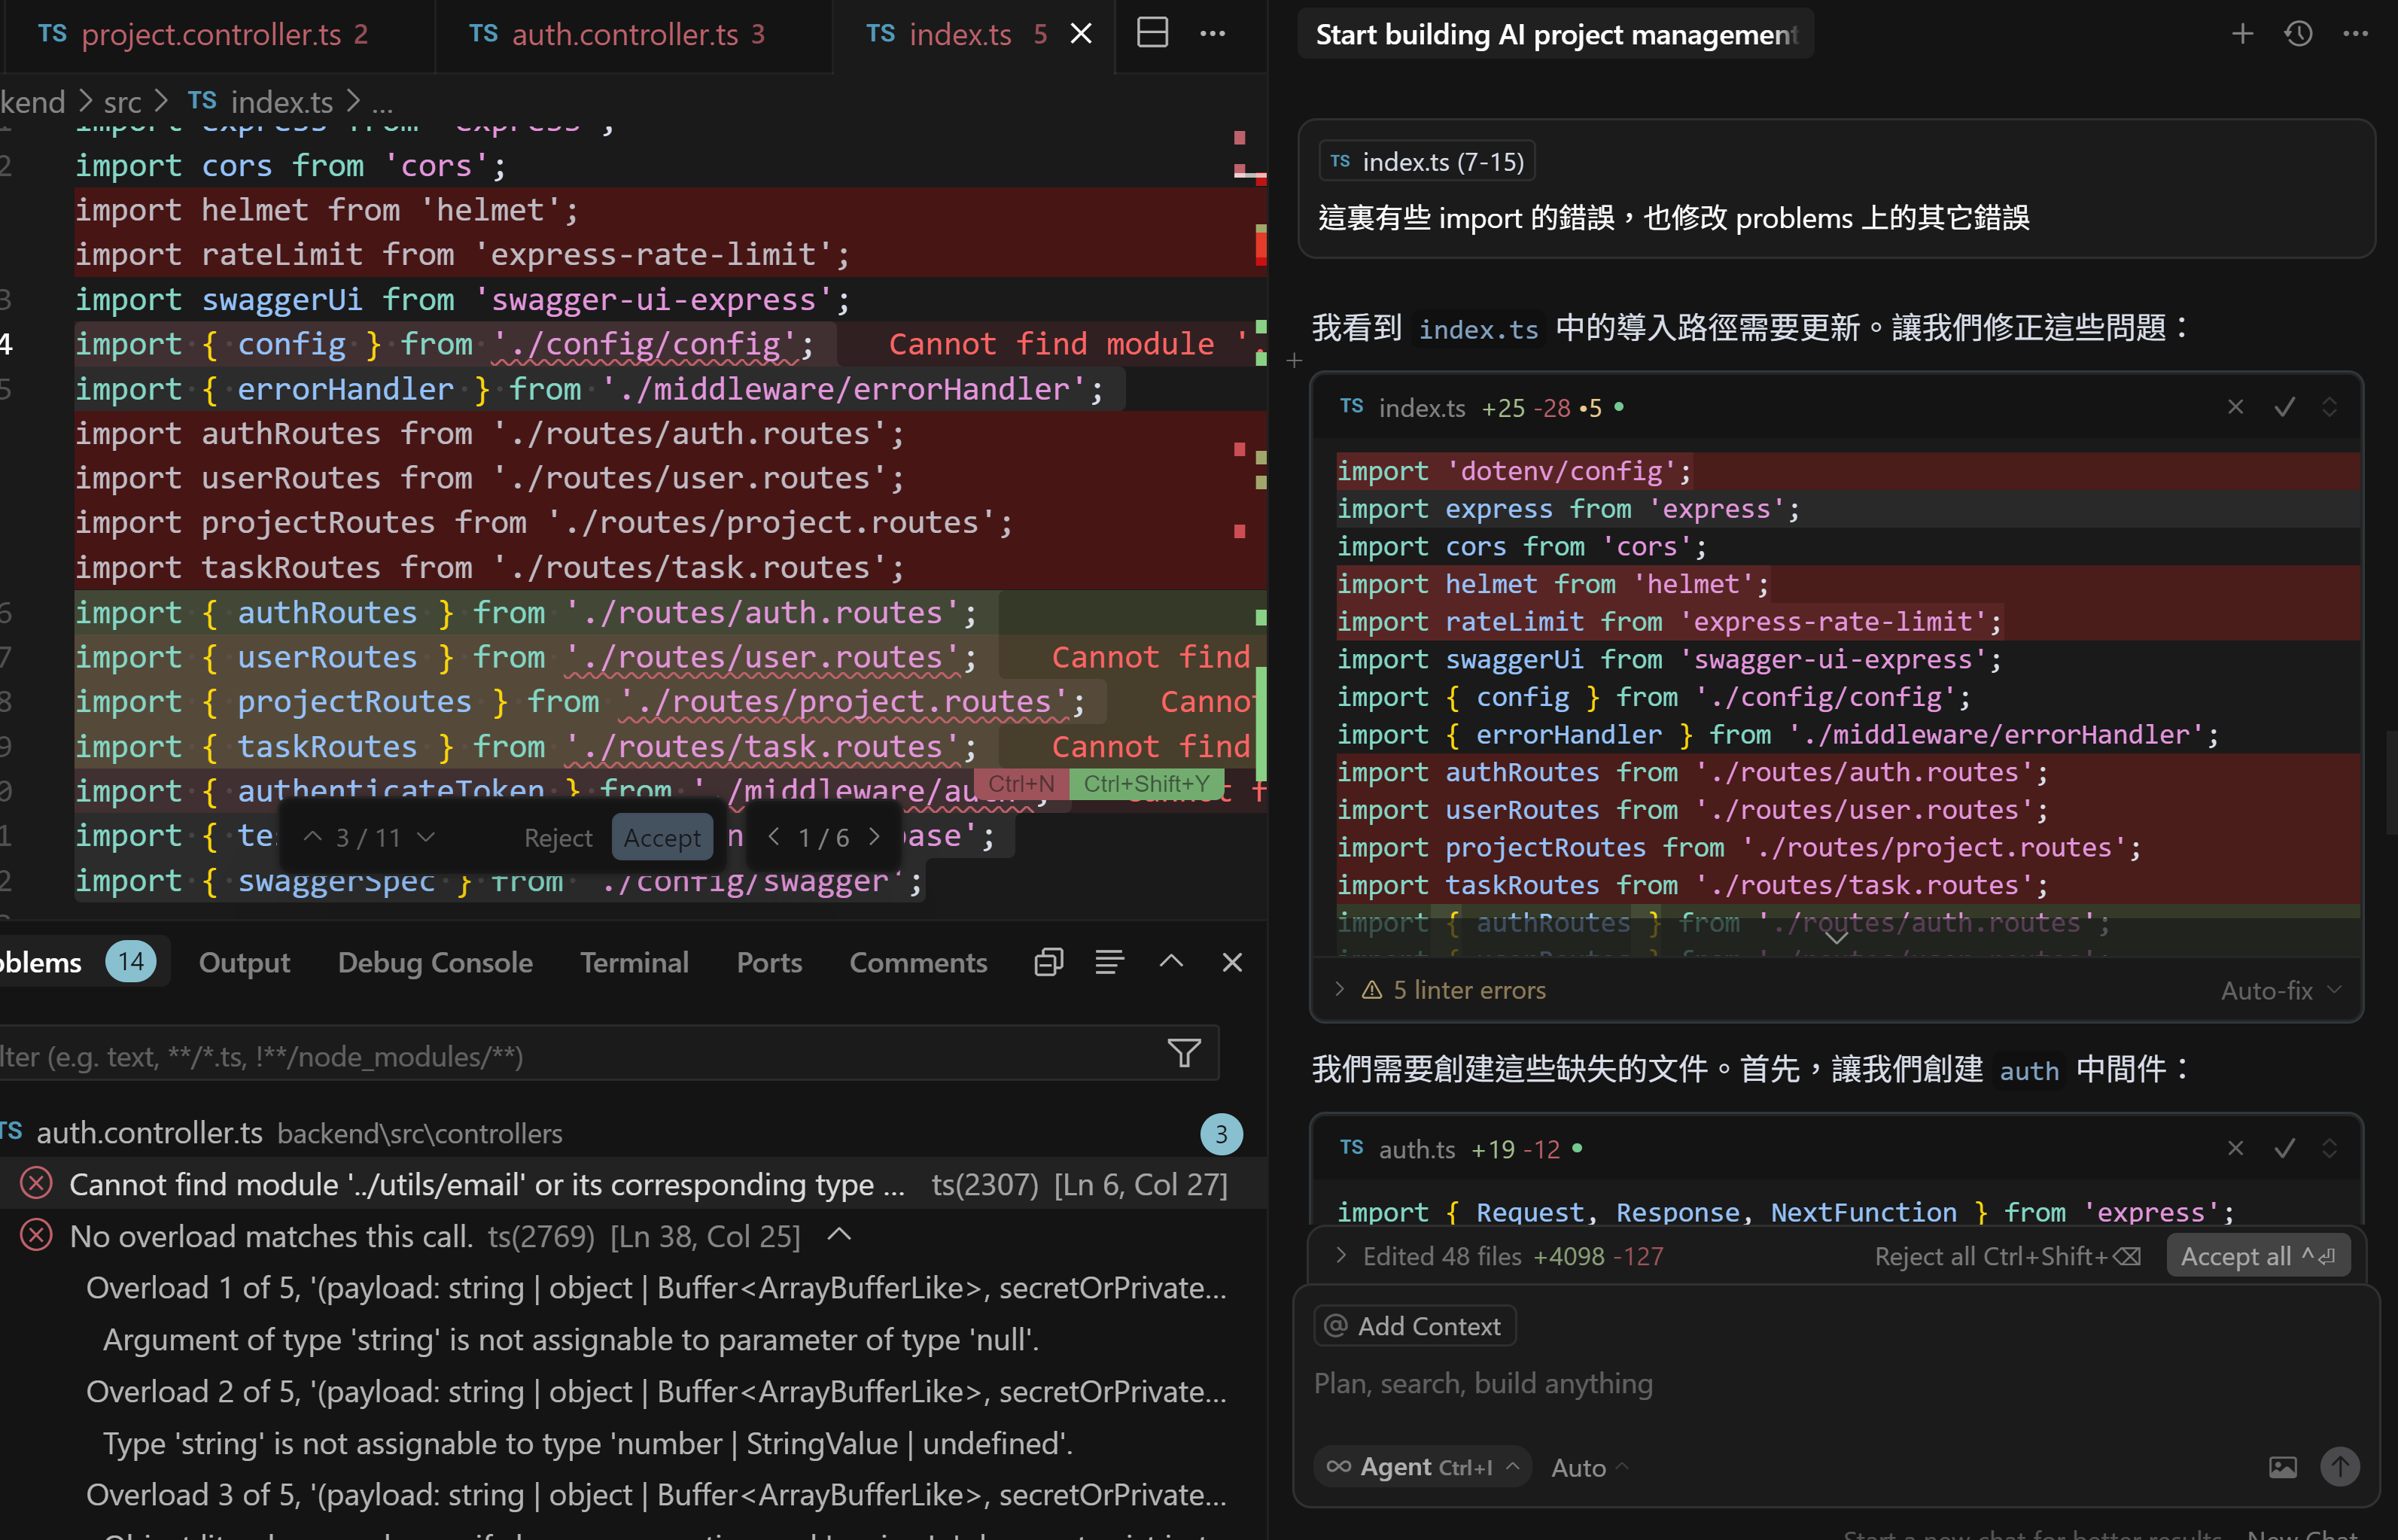 TS project.controller.ts 2
TS auth.controller.ts 3
TS index.ts 5
kend > src > TS index.ts > ...
import express from 'express';
2 import cors from 'cors';
import helmet from 'helmet';
import rateLimit from 'express-rate-limit';
3 import swaggerUi from 'swagger-ui-express';
4 import { config } from './config/config'; Cannot find module '.
5 import { errorHandler } from './middleware/errorHandler';
import authRoutes from './routes/auth.routes';
import userRoutes from './routes/user.routes';
import projectRoutes from './routes/project.routes';
import taskRoutes from './routes/task.routes';
6 import { authRoutes } from './routes/auth.routes';
7 import { userRoutes } from './routes/user.routes'; Cannot find
8 import { projectRoutes } from './routes/project.routes'; Canno
9 import { taskRoutes } from './routes/task.routes'; Cannot find
Ctrl+N Ctrl+Shift+Y
0 import { authenticateToken } from './middleware/auth';
1 import { te
3 / 11 Reject Accept 1 / 6
2 import { swaggerSpec } from './config/swagger';
oblems 14 Output Debug Console Terminal Ports Comments
lter (e.g. text, **/*.ts, !**/node_modules/**)
TS auth.controller.ts backend\src\controllers 3
Cannot find module '../utils/email' or its corresponding type ... ts(2307) [Ln 6, Col 27]
No overload matches this call. ts(2769) [Ln 38, Col 25]
Overload 1 of 5, '(payload: string | object | Buffer<ArrayBufferLike>, secretOrPrivate...
Argument of type 'string' is not assignable to parameter of type 'null'.
Overload 2 of 5, '(payload: string | object | Buffer<ArrayBufferLike>, secretOrPrivate...
Type 'string' is not assignable to type 'number | StringValue | undefined'.
Overload 3 of 5, '(payload: string | object | Buffer<ArrayBufferLike>, secretOrPrivate...
Start building AI project management
TS index.ts (7-15)
這裏有些 import 的錯誤，也修改 problems 上的其它錯誤
我看到 index.ts 中的導入路徑需要更新。讓我們修正這些問題：
TS index.ts +25 -28 •5
import 'dotenv/config';
import express from 'express';
import cors from 'cors';
import helmet from 'helmet';
import rateLimit from 'express-rate-limit';
import swaggerUi from 'swagger-ui-express';
import { config } from './config/config';
import { errorHandler } from './middleware/errorHandler';
import authRoutes from './routes/auth.routes';
import userRoutes from './routes/user.routes';
import projectRoutes from './routes/project.routes';
import taskRoutes from './routes/task.routes';
import { authRoutes } from './routes/auth.routes';
5 linter errors Auto-fix
我們需要創建這些缺失的文件。首先，讓我們創建 auth 中間件：
TS auth.ts +19 -12
import { Request, Response, NextFunction } from 'express';
Edited 48 files +4098 -127 Reject all Ctrl+Shift+⌫ Accept all ^⏎
@ Add Context
Plan, search, build anything
∞ Agent Ctrl+I Auto